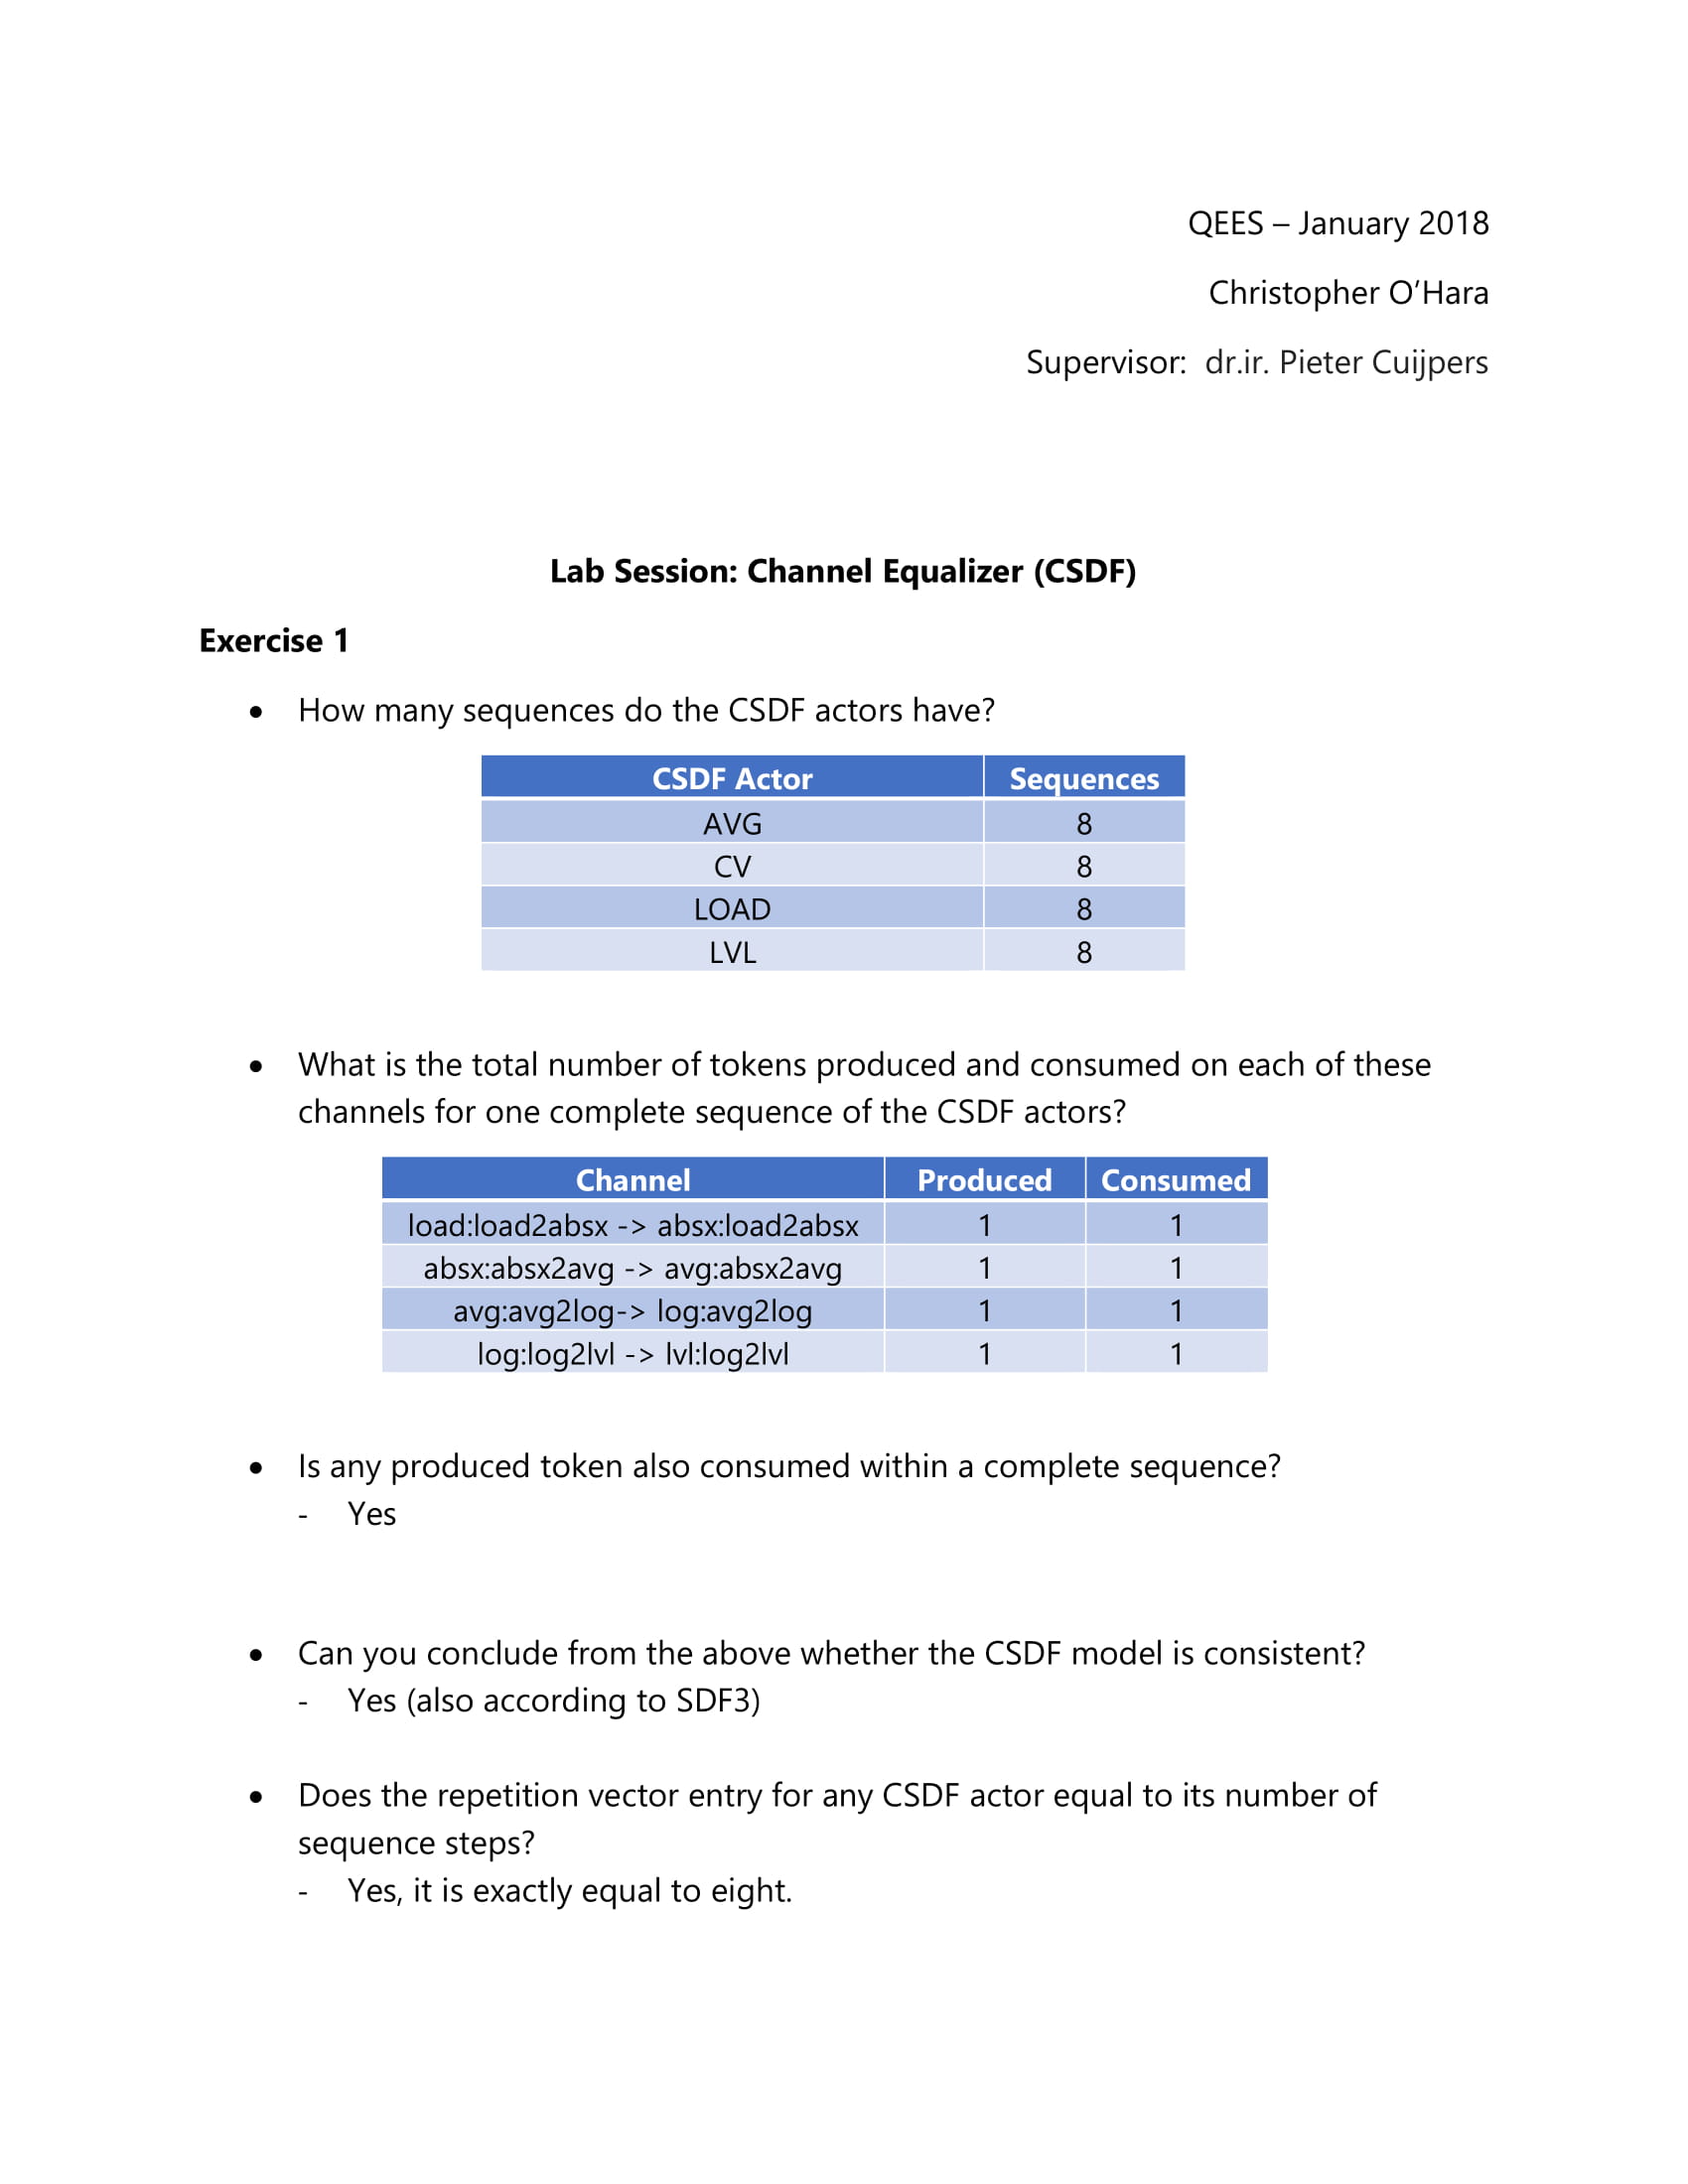 QEES – January 2018
Christopher O’Hara
Supervisor:  dr.ir. Pieter Cuijpers
Lab Session: Channel Equalizer (CSDF)
Exercise 1
• How many sequences do the CSDF actors have?
CSDF Actor Sequences
AVG 8
CV 8
LOAD 8
LVL 8
• What is the total number of tokens produced and consumed on each of these
channels for one complete sequence of the CSDF actors?
Channel Produced Consumed
load:load2absx -> absx:load2absx 1 1
absx:absx2avg -> avg:absx2avg 1 1
avg:avg2log-> log:avg2log 1 1
log:log2lvl -> lvl:log2lvl 1 1
• Is any produced token also consumed within a complete sequence?
- Yes
• Can you conclude from the above whether the CSDF model is consistent?
- Yes (also according to SDF3)
• Does the repetition vector entry for any CSDF actor equal to its number of
sequence steps?
- Yes, it is exactly equal to eight.